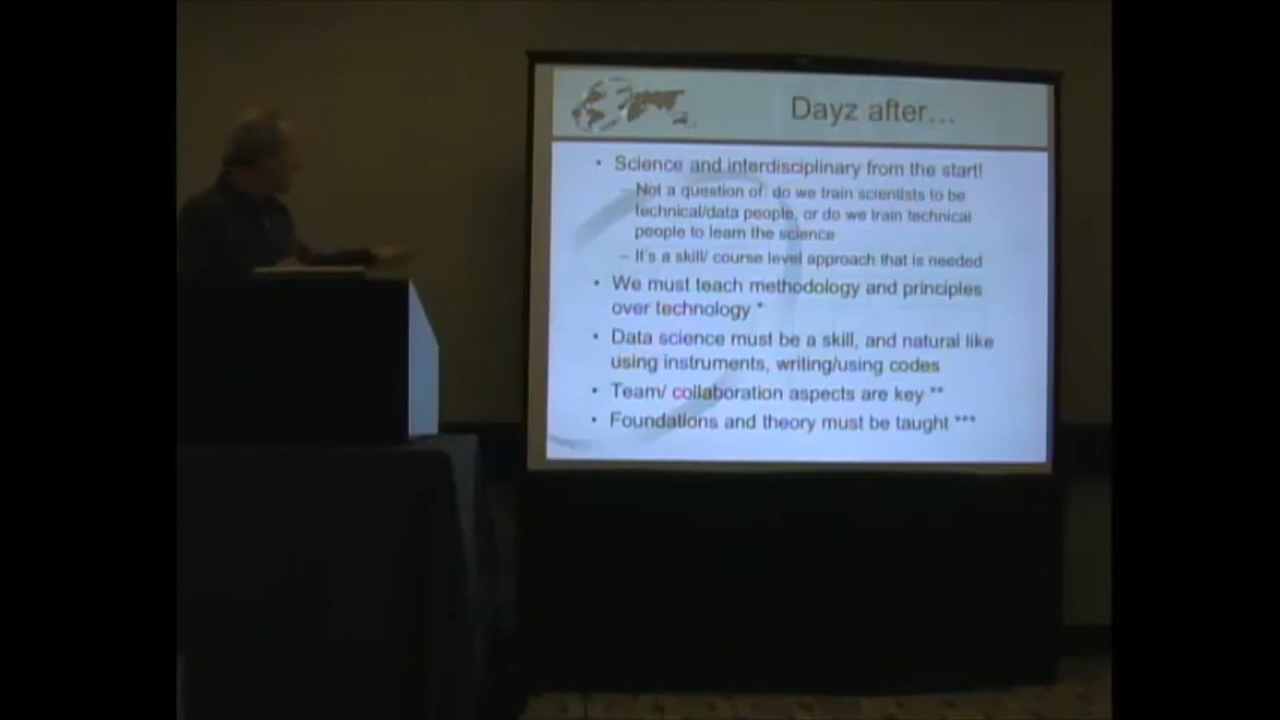 Dayz after...
• Science and interdisciplinary from the start!
– Not a question of: do we train scientists to be
technical/data people, or do we train technical
people to learn the science
– It's a skill/ course level approach that is needed
• We must teach methodology and principles
over technology *
• Data science must be a skill, and natural like
using instruments, writing/using codes
• Team/ collaboration aspects are key **
• Foundations and theory must be taught ***